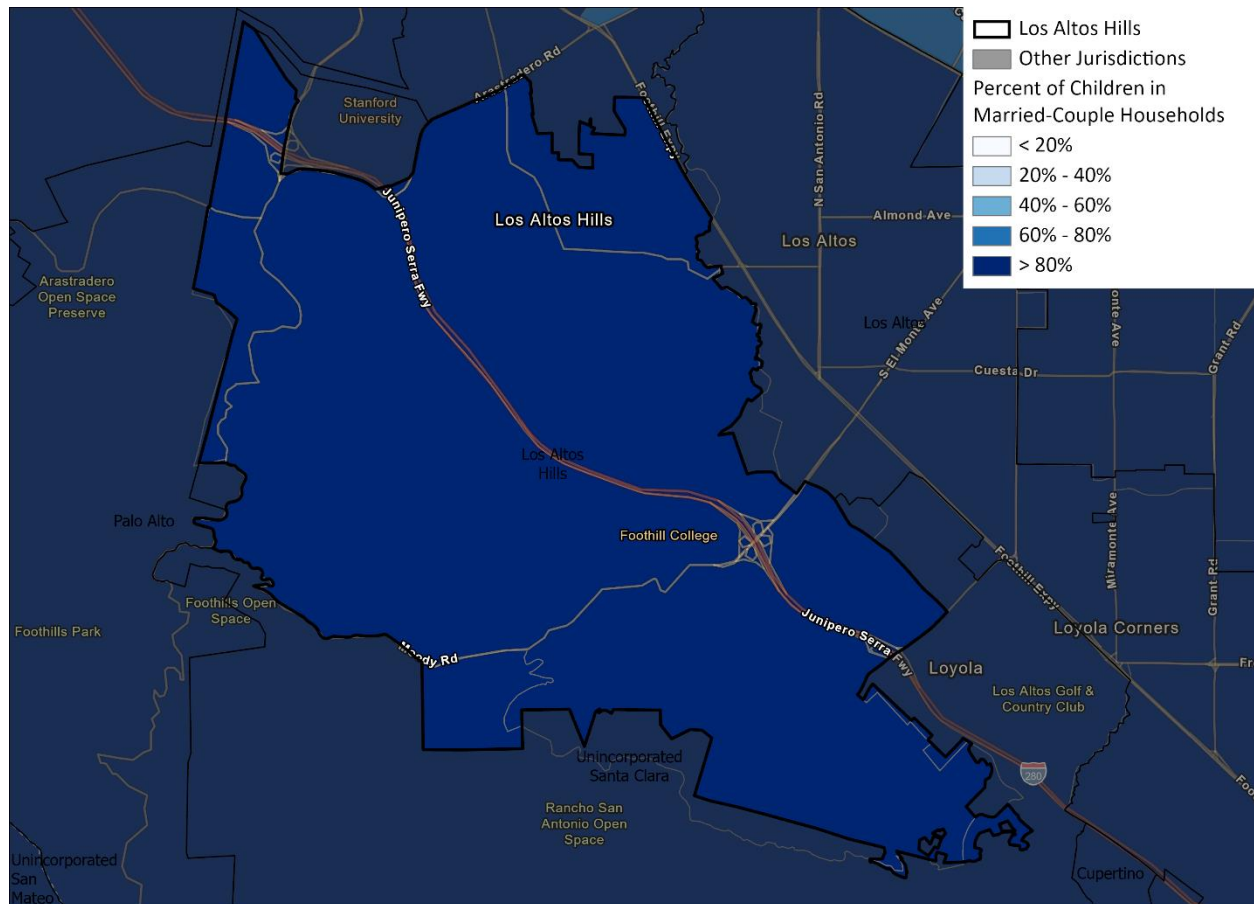 Los Altos Hills
Other Jurisdictions
Percent of Children in
Married-Couple Households
< 20%
20% - 40%
40% - 60%
60% - 80%
> 80%
Arastradero Rd
Stanford
University
Foothill Expy
N San Antonio Rd
Almond Ave
Los Altos Hills
Los Altos
Junipero Serra Fwy
Arastradero
Open Space
Preserve
Los Altos
S El Monte Ave
Grant Rd
Cuesta Dr
Los Altos
Hills
Palo Alto
Foothill College
Miramonte Ave
Grant Rd
Foothill Expy
Foothills Open
Space
Foothills Park
Junipero Serra Fwy
Loyola Corners
Moody Rd
Loyola
Los Altos Golf &
Country Club
Unincorporated
Santa Clara
280
Rancho San
Antonio Open
Space
Unincorporated
San
Mateo
Cupertino